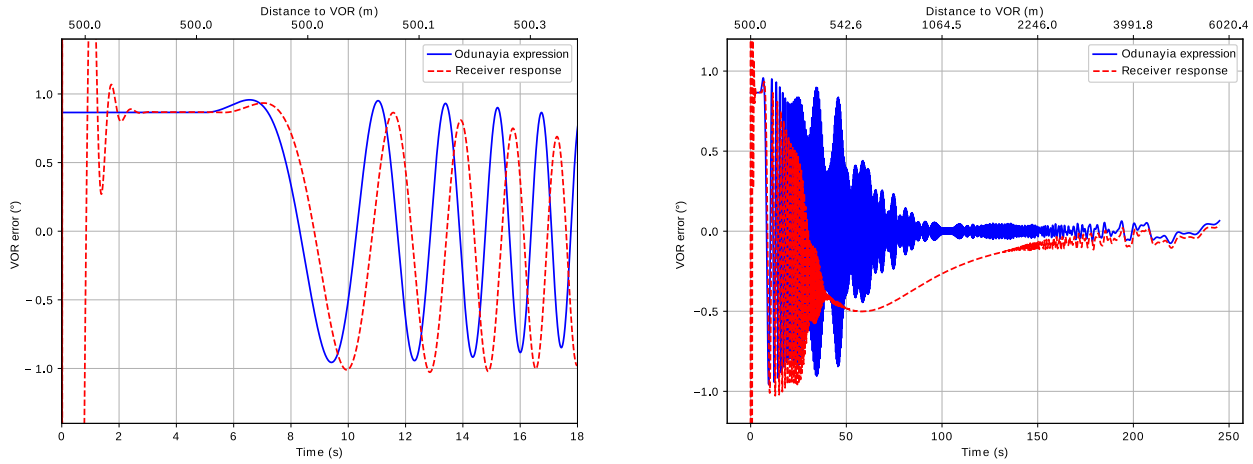 Distance to VOR (m)
500.0 500.0 500.0 500.1 500.3
Odunayia expression
Receiver response
VOR error (°)
1.0
0.5
0.0
−0.5
−1.0
0 2 4 6 8 10 12 14 16 18
Time (s)
Distance to VOR (m)
500.0 542.6 1064.5 2246.0 3991.8 6020.4
Odunayia expression
Receiver response
VOR error (°)
1.0
0.5
0.0
−0.5
−1.0
0 50 100 150 200 250
Time (s)